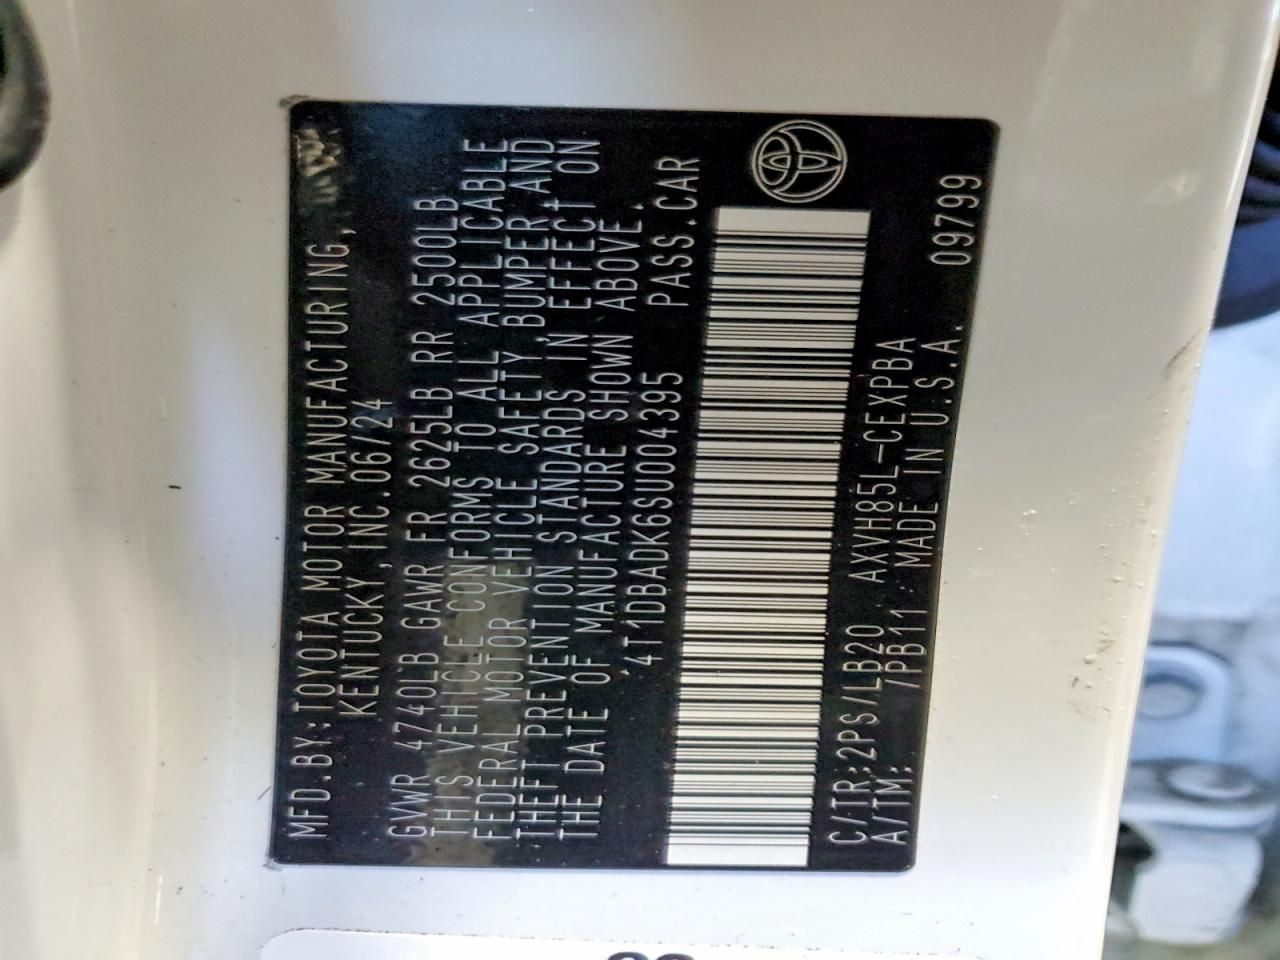 MFD.BY:TOYOTA MOTOR MANUFACTURING,
KENTUCKY,INC.06/24
GVWR 4740LB GAWR FR 2625LB RR 2500LB
THIS VEHICLE CONFORMS TO ALL APPLICABLE
FEDERAL MOTOR VEHICLE SAFETY,BUMPER,AND
THEFT PREVENTION STANDARDS IN EFFECT ON
THE DATE OF MANUFACTURE SHOWN ABOVE.
4T1DBADK6SU004395 PASS.CAR
C/TR:2PS/LB20 AXVH85L-CEXPBA
A/TM: /PB11 MADE IN U.S.A. 09799